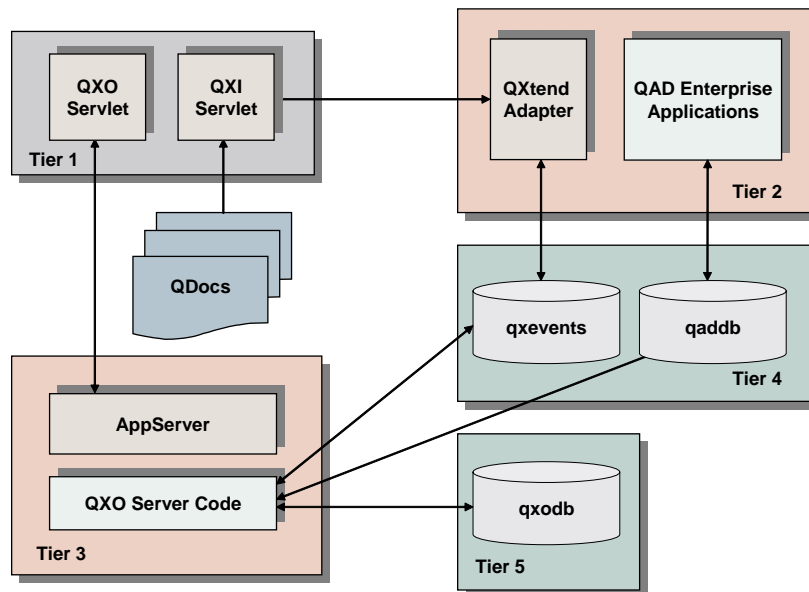 QXO
Servlet
QXI
Servlet
Tier 1
QXtend
Adapter
QAD Enterprise
Applications
Tier 2
QDocs
qxevents
qaddb
Tier 4
AppServer
QXO Server Code
Tier 3
qxodb
Tier 5